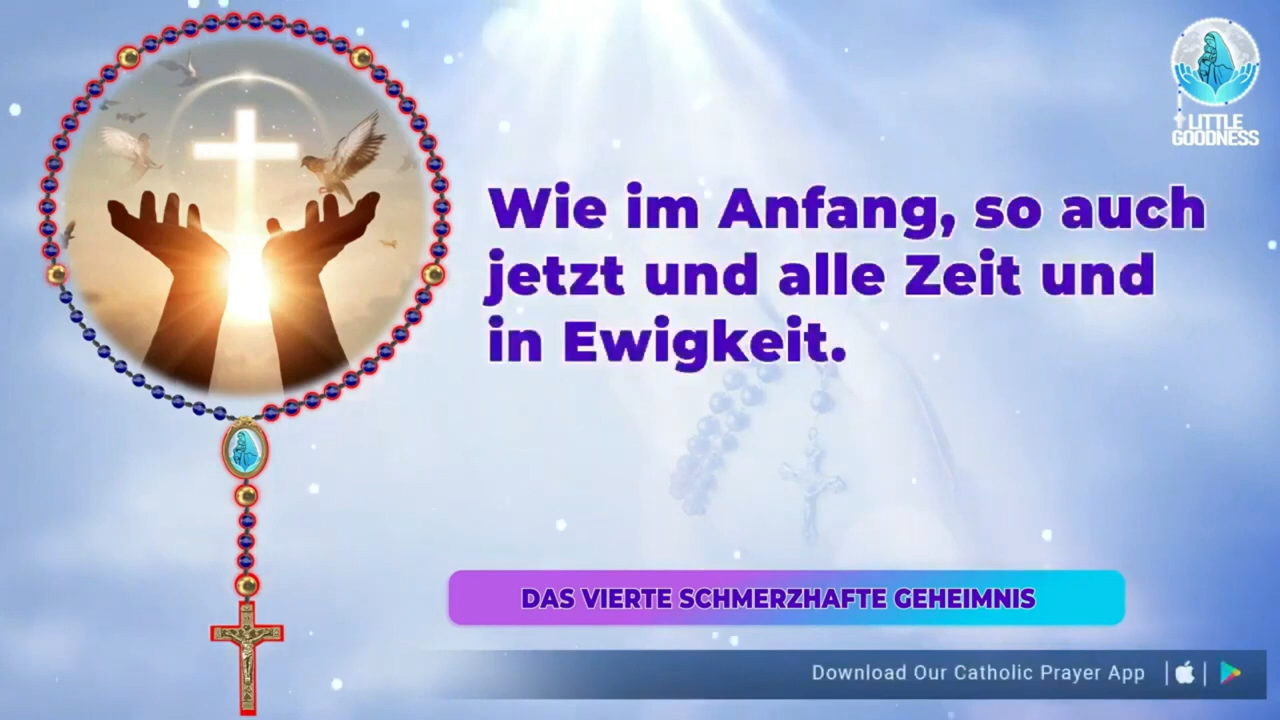 LITTLE
GOODNESS
Wie im Anfang, so auch
jetzt und alle Zeit und
in Ewigkeit.
DAS VIERTE SCHMERZHAFTE GEHEIMNIS
Download Our Catholic Prayer App